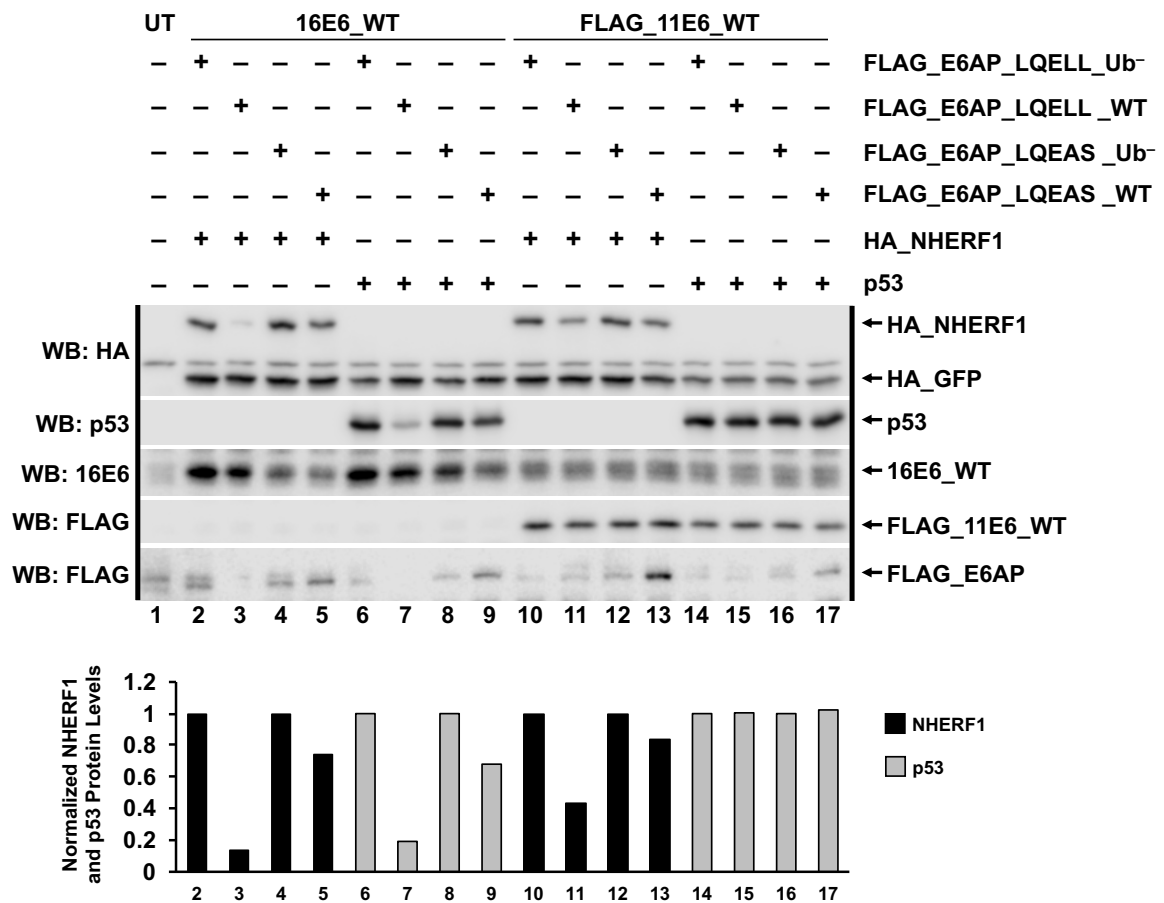 UT 16E6_WT FLAG_11E6_WT
– + – – – + – – – + – – – + – – – FLAG_E6AP_LQELL_Ub⁻
– – + – – – + – – – + – – – + – – FLAG_E6AP_LQELL _WT
– – – + – – – + – – – + – – – + – FLAG_E6AP_LQEAS _Ub⁻
– – – – + – – – + – – – + – – – + FLAG_E6AP_LQEAS _WT
– + + + + – – – – + + + + – – – – HA_NHERF1
– – – – – + + + + – – – – + + + + p53
WB: HA
HA_NHERF1
HA_GFP
WB: p53 p53
WB: 16E6 16E6_WT
WB: FLAG FLAG_11E6_WT
WB: FLAG FLAG_E6AP
1 2 3 4 5 6 7 8 9 10 11 12 13 14 15 16 17
Normalized NHERF1
and p53 Protein Levels
1.2
1
0.8
0.6
0.4
0.2
0
2 3 4 5 6 7 8 9 10 11 12 13 14 15 16 17
NHERF1
p53